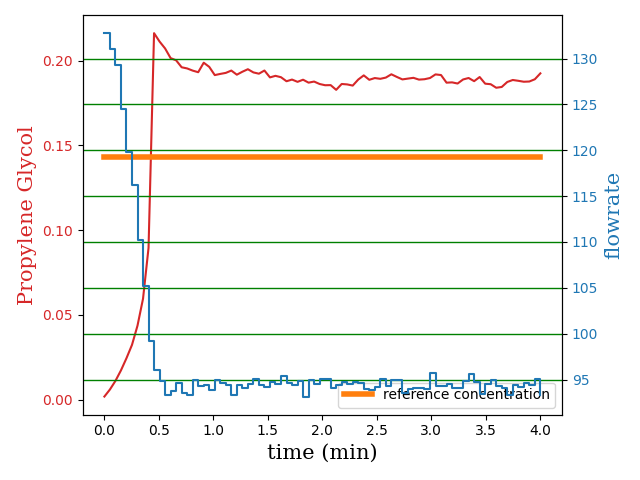 Propylene Glycol
0.20
0.15
0.10
0.05
0.00
130
125
120
115
110
105
100
95
flowrate
reference concentration
0.0 0.5 1.0 1.5 2.0 2.5 3.0 3.5 4.0
time (min)